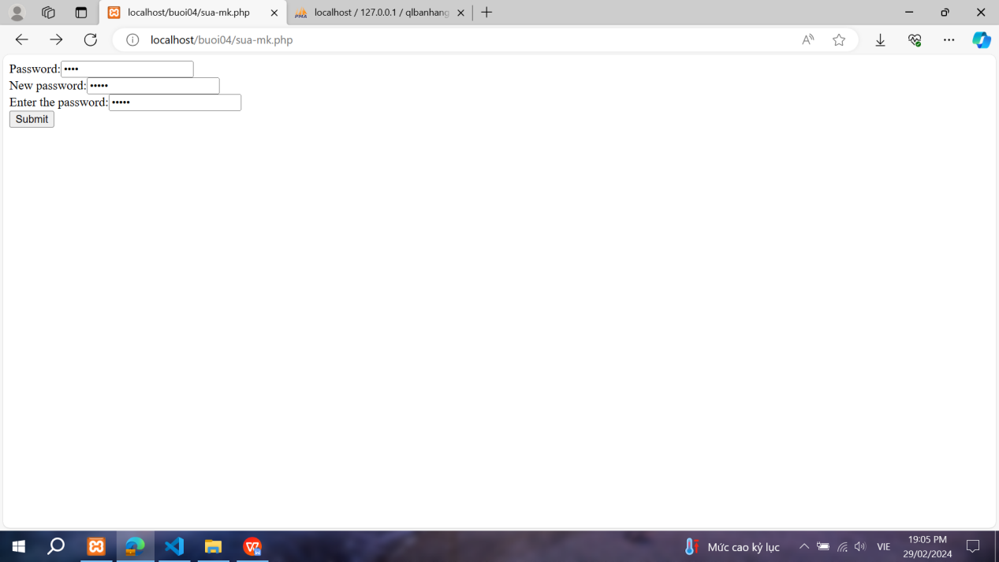 localhost/buoi04/sua-mk.php
localhost / 127.0.0.1 / qlbanhang
localhost/buoi04/sua-mk.php
Password: ••••
New password: •••••
Enter the password: •••••
Submit
Mức cao kỷ lục
VIE
19:05 PM
29/02/2024